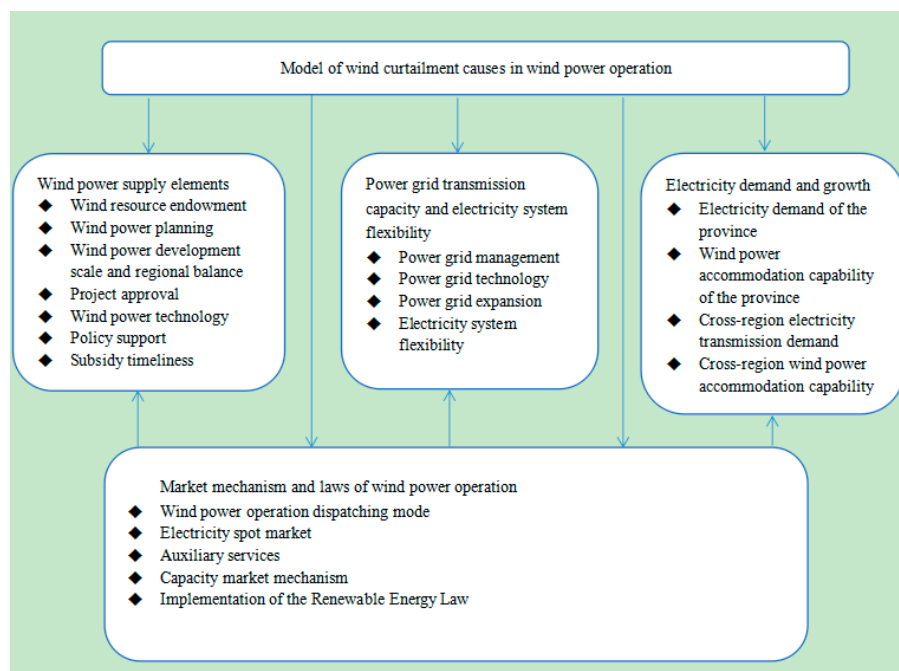 Model of wind curtailment causes in wind power operation
Wind power supply elements
◆ Wind resource endowment
◆ Wind power planning
◆ Wind power development
scale and regional balance
◆ Project approval
◆ Wind power technology
◆ Policy support
◆ Subsidy timeliness
Power grid transmission
capacity and electricity system
flexibility
◆ Power grid management
◆ Power grid technology
◆ Power grid expansion
◆ Electricity system
flexibility
Electricity demand and growth
◆ Electricity demand of the
province
◆ Wind power
accommodation capability
of the province
◆ Cross-region electricity
transmission demand
◆ Cross-region wind power
accommodation capability
Market mechanism and laws of wind power operation
◆ Wind power operation dispatching mode
◆ Electricity spot market
◆ Auxiliary services
◆ Capacity market mechanism
◆ Implementation of the Renewable Energy Law